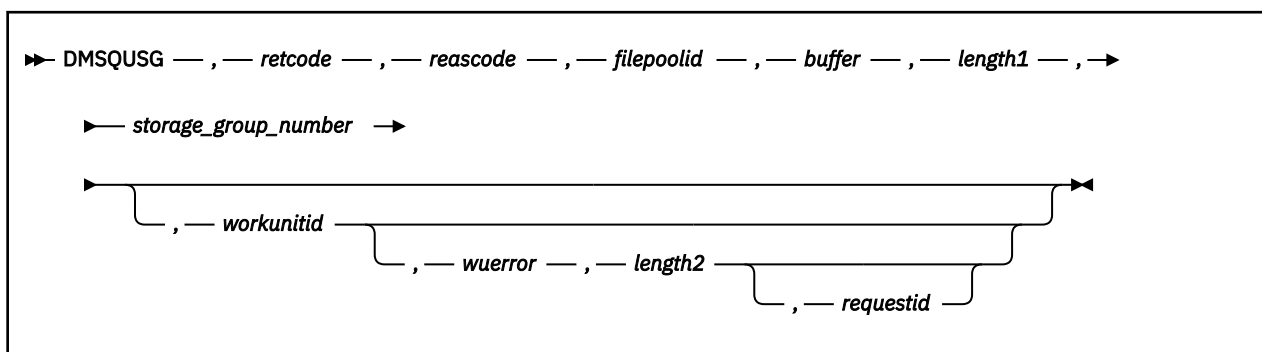 DMSQUSG , retcode , reascode , filepoolid , buffer , length1 ,
storage_group_number
, workunitid
, wuerror , length2
, requestid